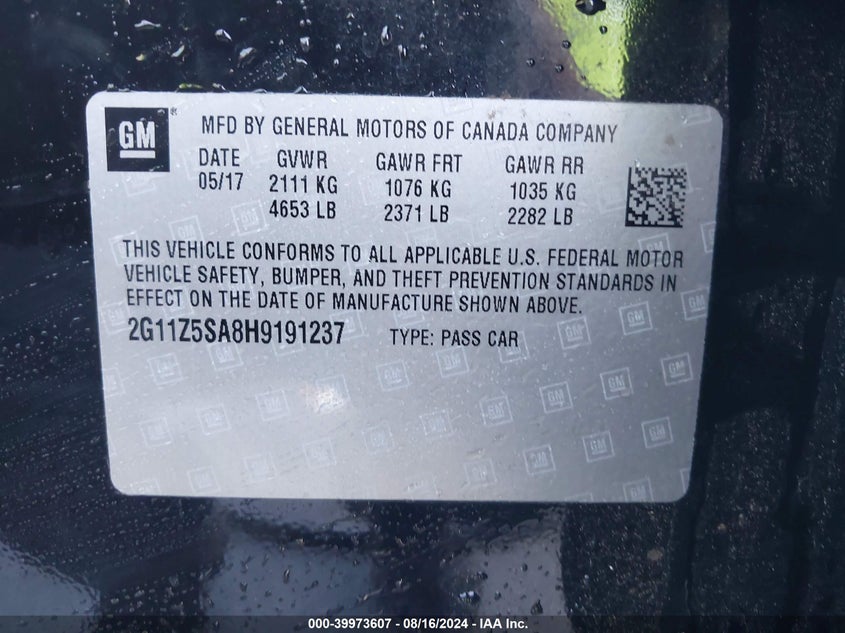 GM® MFD BY GENERAL MOTORS OF CANADA COMPANY
DATE GVWR GAWR FRT GAWR RR
05/17 2111 KG 1076 KG 1035 KG
4653 LB 2371 LB 2282 LB
THIS VEHICLE CONFORMS TO ALL APPLICABLE U.S. FEDERAL MOTOR
VEHICLE SAFETY, BUMPER, AND THEFT PREVENTION STANDARDS IN
EFFECT ON THE DATE OF MANUFACTURE SHOWN ABOVE.
2G11Z5SA8H9191237 TYPE: PASS CAR
000-39973607 - 08/16/2024 - IAA Inc.